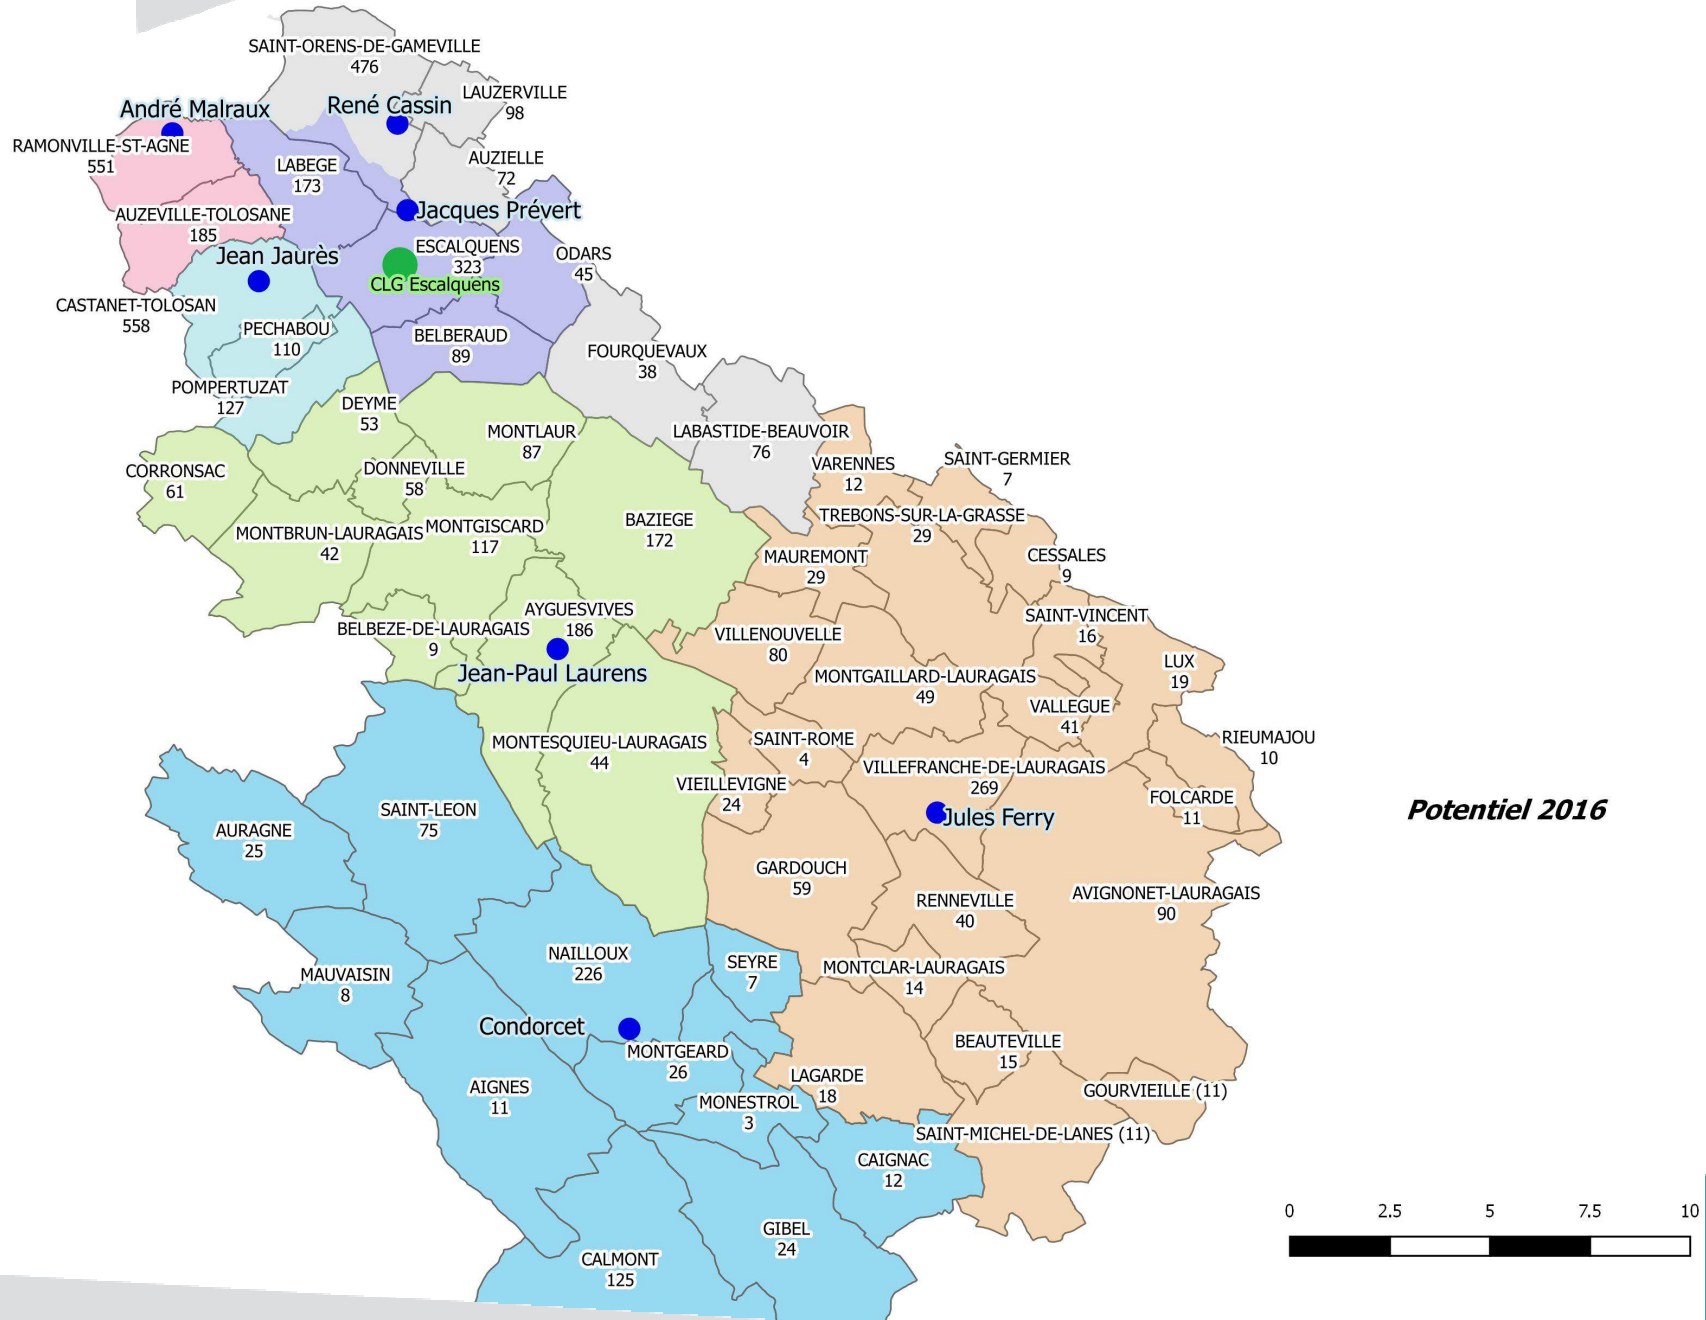 SAINT-ORENS-DE-GAMEVILLE
476
LAUZERVILLE
98
André Malraux
René Cassin
RAMONVILLE-ST-AGNE
551
LABEGE
173
AUZIELLE
72
AUZEVILLE-TOLOSANE
185
Jacques Prévert
Jean Jaurès
ESCALQUENS
323
CLG Escalquens
ODARS
45
CASTANET-TOLOSAN
558
PECHABOU
110
BELBERAUD
89
FOURQUEVAUX
38
POMPERTUZAT
127
DEYME
53
MONTLAUR
87
LABASTIDE-BEAUVOIR
76
CORRONSAC
61
DONNEVILLE
58
VARENNES
12
SAINT-GERMIER
7
MONTBRUN-LAURAGAIS
42
MONTGISCARD
117
BAZIEGE
172
TREBONS-SUR-LA-GRASSE
29
MAUREMONT
29
CESSALES
9
BELBEZE-DE-LAURAGAIS
9
AYGUESVIVES
186
Jean-Paul Laurens
VILLENOUVELLE
80
SAINT-VINCENT
16
MONTGAILLARD-LAURAGAIS
49
LUX
19
VALLEGUE
41
MONTESQUIEU-LAURAGAIS
44
SAINT-ROME
4
RIEUMAJOU
10
VIEILLEVIGNE
24
VILLEFRANCHE-DE-LAURAGAIS
269
Jules Ferry
FOLCARDE
11
Potentiel 2016
AURAGNE
25
SAINT-LEON
75
GARDOUCH
59
RENNEVILLE
40
AVIGNONET-LAURAGAIS
90
MAUVAISIN
8
NAILLOUX
226
SEYRE
7
MONTCLAR-LAURAGAIS
14
Condorcet
MONTGEARD
26
BEAUTEVILLE
15
AIGNES
11
MONESTROL
3
LAGARDE
18
GOURVIEILLE (11)
SAINT-MICHEL-DE-LANES (11)
CAIGNAC
12
GIBEL
24
CALMONT
125
0 2.5 5 7.5 10